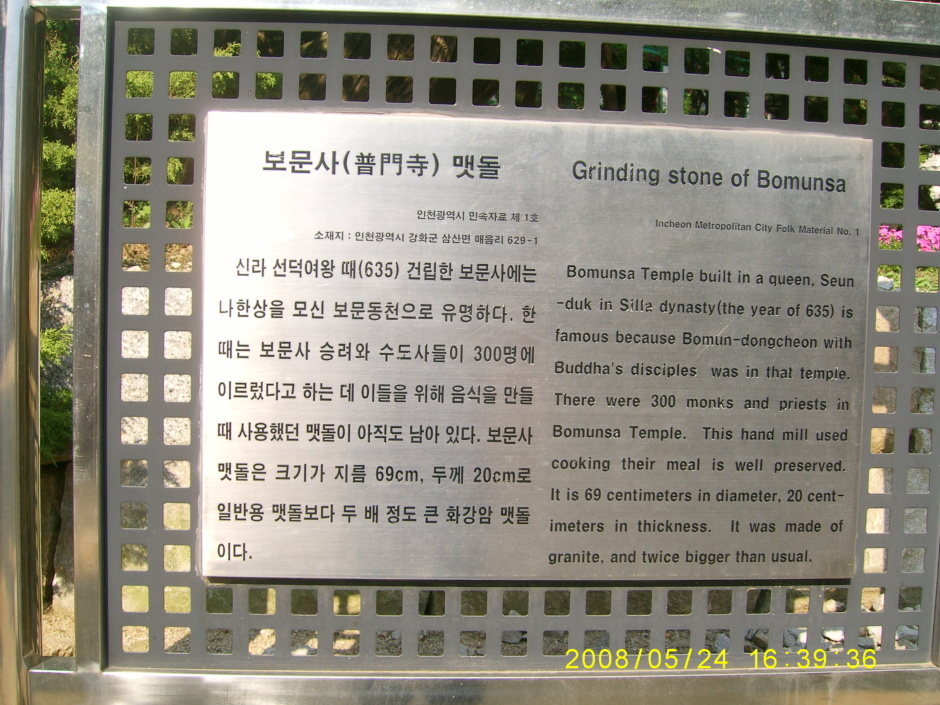 보문사(普門寺) 맷돌
인천광역시 민속자료 제 1호
소재지 : 인천광역시 강화군 삼산면 매음리 629-1
신라 선덕여왕 때(635) 건립한 보문사에는
나한상을 모신 보문동천으로 유명하다. 한
때는 보문사 승려와 수도사들이 300명에
이르렀다고 하는 데 이들을 위해 음식을 만들
때 사용했던 맷돌이 아직도 남아 있다. 보문사
맷돌은 크기가 지름 69cm, 두께 20cm로
일반용 맷돌보다 두 배 정도 큰 화강암 맷돌
이다.
Grinding stone of Bomunsa
Incheon Metropolitan City Folk Material No. 1
Bomunsa Temple built in a queen, Seun
-duk in Silla dynasty(the year of 635) is
famous because Bomun-dongcheon with
Buddha's disciples was in that temple.
There were 300 monks and priests in
Bomunsa Temple. This hand mill used
cooking their meal is well preserved.
It is 69 centimeters in diameter, 20 cent-
imeters in thickness. It was made of
granite, and twice bigger than usual.
2008/05/24 16:39:36